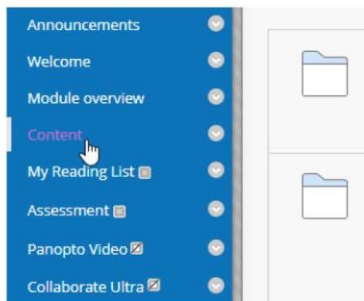 Announcements
Welcome
Module overview
Content
My Reading List
Assessment
Panopto Video
Collaborate Ultra